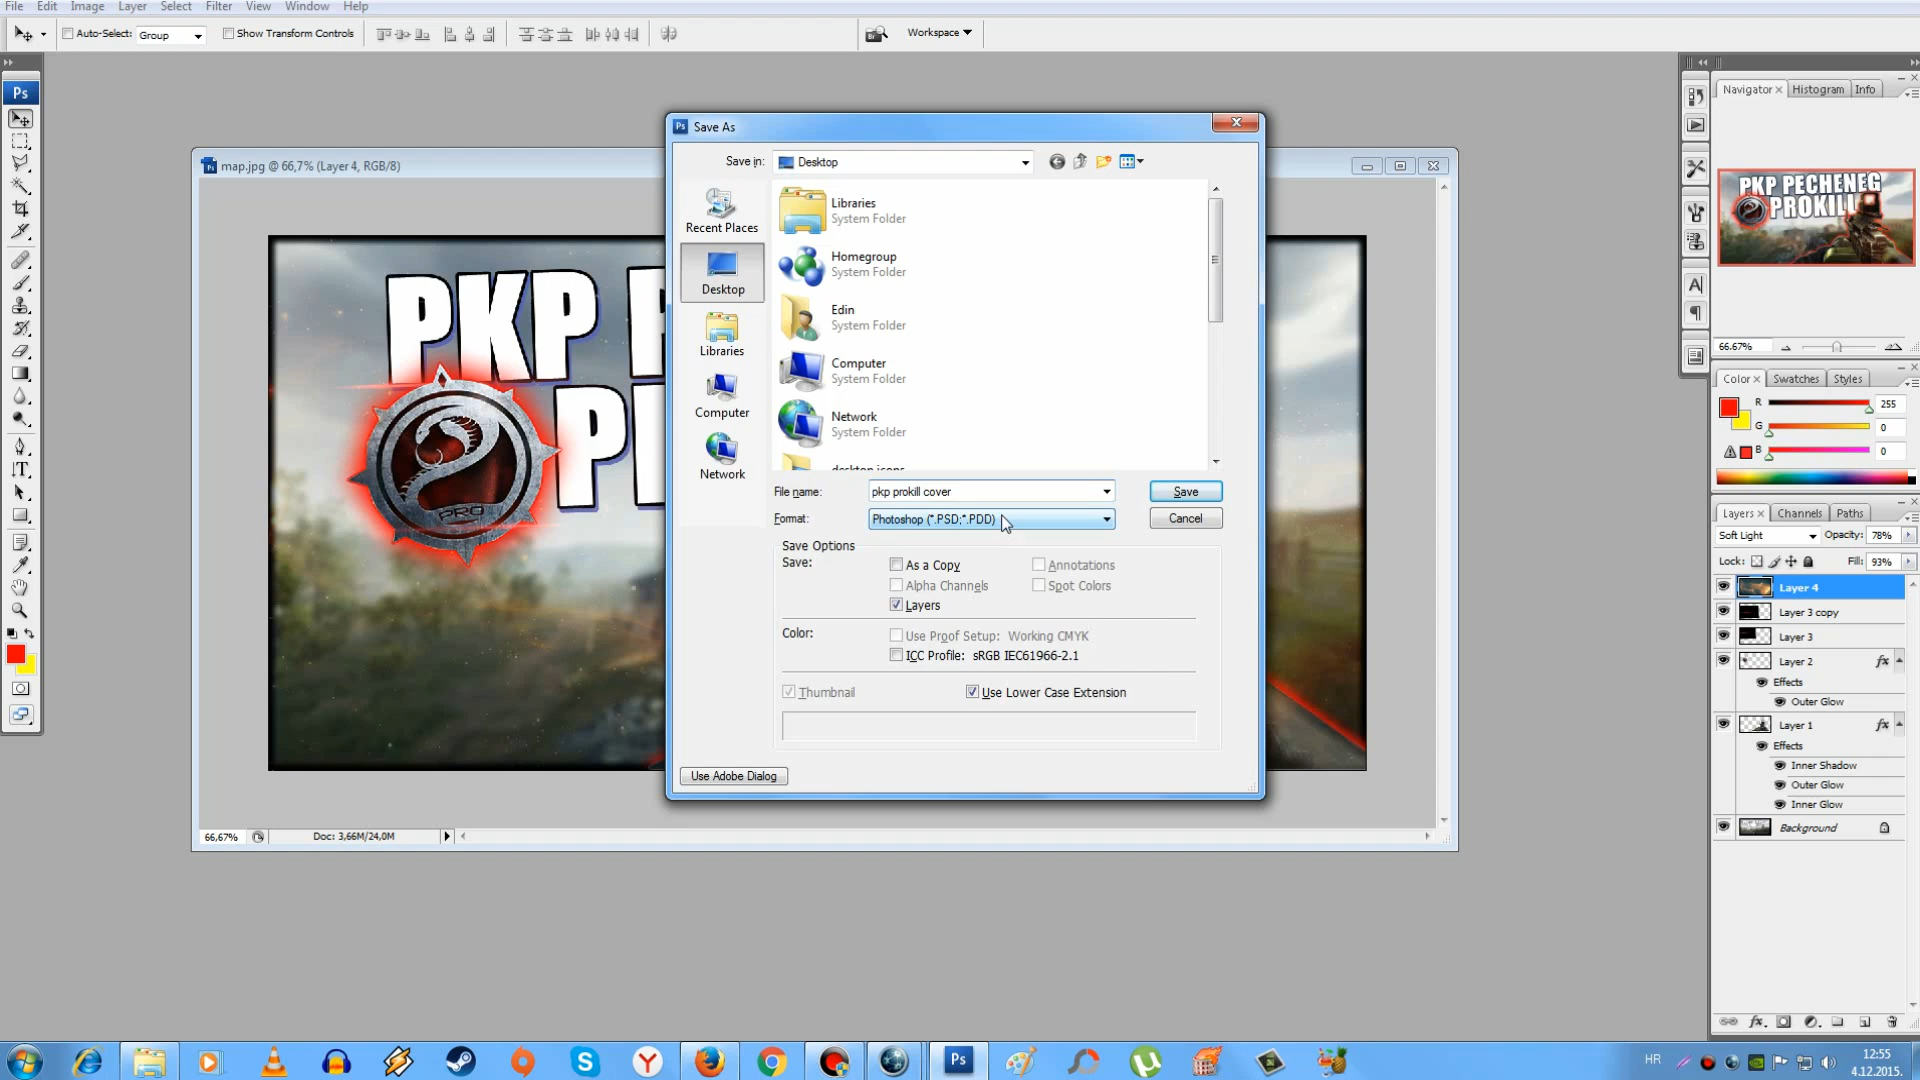 File Edit Image Layer Select Filter View Window Help
Auto-Select: Group Show Transform Controls Workspace
Ps
map.jpg @ 66,7% (Layer 4, RGB/8)
PKP P
P
PRO
66,67% Doc: 3,66M/24,0M
Ps Save As
Save in: Desktop
Recent Places
Desktop
Libraries
Computer
Network
Libraries
System Folder
Homegroup
System Folder
Edin
System Folder
Computer
System Folder
Network
System Folder
desktop icons
File name: pkp prokill cover Save
Format: Photoshop (*.PSD;*.PDD) Cancel
Save Options
Save: As a Copy Annotations
Alpha Channels Spot Colors
Layers
Color: Use Proof Setup: Working CMYK
ICC Profile: sRGB IEC61966-2.1
Thumbnail Use Lower Case Extension
Use Adobe Dialog
Navigator Histogram Info
PKP PECHENEG
PROKILL
66.67%
Color Swatches Styles
R 255
G 0
B 0
Layers Channels Paths
Soft Light Opacity: 78%
Lock: Fill: 93%
Layer 4
Layer 3 copy
Layer 3
Layer 2 fx
Effects
Outer Glow
Layer 1 fx
Effects
Inner Shadow
Outer Glow
Inner Glow
Background
HR 12:55
4.12.2015.